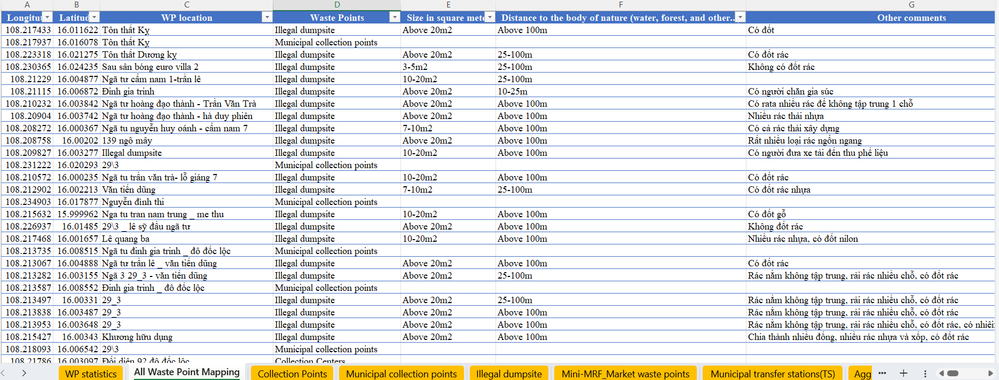 A B C D E F G
Longitut Latitud WP location Waste Points Size in square mete Distance to the body of nature (water, forest, and other.. Other comments
108.217433 16.011622 Tôn thất Kỵ Illegal dumpsite Above 20m2 Above 100m Có đốt
108.217937 16.016078 Tôn thất Kỵ Municipal collection points
108.223318 16.021275 Tôn thất Dương kỵ Illegal dumpsite Above 20m2 25-100m Có đốt rác
108.230365 16.024235 Sau sân bóng euro villa 2 Illegal dumpsite 3-5m2 25-100m Không có đốt rác
108.21229 16.004877 Ngã tư cẩm nam 1-trần lê Illegal dumpsite 10-20m2 25-100m
108.21115 16.006872 Đinh gia trinh Illegal dumpsite Above 20m2 10-25m Có người chăn gia súc
108.210232 16.003842 Ngã tư hoàng đạo thành - Trần Văn Trà Illegal dumpsite Above 20m2 Above 100m Có rata nhiều rác để không tập trung 1 chỗ
108.20904 16.003742 Ngã tư hoàng đạo thành - hà duy phiên Illegal dumpsite Above 20m2 Above 100m Nhiều rác thải nhựa
108.208272 16.000367 Ngã tu nguyễn huy oánh - cẩm nam 7 Illegal dumpsite 7-10m2 Above 100m Có cả rác thải xây dựng
108.208758 16.00202 139 ngô mây Illegal dumpsite Above 20m2 Above 100m Rất nhiều loại rác ngổn ngang
108.209827 16.003277 Illegal dumpsite Illegal dumpsite 10-20m2 Above 100m Có người đưa xe tải đến thu phế liệu
108.231222 16.020293 29\3 Municipal collection points
108.210572 16.000235 Ngã tu trần văn trà- lỗ giáng 7 Illegal dumpsite 10-20m2 Above 100m Có đốt rác
108.212902 16.002213 Văn tiến dũng Illegal dumpsite 7-10m2 25-100m Có đốt rác nhựa
108.234903 16.017877 Nguyễn đình thi Municipal collection points
108.215632 15.999962 Nga tu tran nam trung _ me thu Illegal dumpsite 10-20m2 Above 100m Có đốt gỗ
108.226937 16.01485 29\3 _ lê sỹ đầu ngã tư Illegal dumpsite Above 20m2 Above 100m Không đốt rác
108.217468 16.001657 Lê quang ba Illegal dumpsite 10-20m2 Above 100m Nhiều rác nhựa, có đốt nilon
108.213735 16.008515 Ngã tu đinh gia trinh _ đô đốc lộc Municipal collection points
108.213067 16.004888 Ngã tư trần lê _ văn tiến dũng Illegal dumpsite Above 20m2 Above 100m Có đốt rác
108.213282 16.003155 Ngã 3 29_3 - văn tiến dũng Illegal dumpsite Above 20m2 25-100m Rác nằm không tập trung, rải rác nhiều chỗ, có đốt rác
108.213587 16.008552 Đinh gia trinh _ đô đốc lộc Municipal collection points
108.213497 16.00331 29_3 Illegal dumpsite Above 20m2 25-100m Rác nằm không tập trung, rải rác nhiều chỗ, có đốt rác
108.213838 16.003487 29_3 Illegal dumpsite Above 20m2 Above 100m Rác nằm không tập trung, rải rác nhiều chỗ, có đốt rác
108.213953 16.003648 29_3 Illegal dumpsite Above 20m2 Above 100m Rác nằm không tập trung, rải rác nhiều chỗ, có đốt rác, có nhiêi
108.215427 16.00343 Khương hữu dụng Illegal dumpsite Above 20m2 Above 100m Chia thành nhiều đống, nhiều rác nhựa và xốp, có đốt rác
108.218093 16.006542 29\3 Municipal collection points
108.21786 16.003097 Đối diện 92 đô đốc lộc Collection Centers
WP statistics All Waste Point Mapping Collection Points Municipal collection points Illegal dumpsite Mini-MRF_Market waste points Municipal transfer stations(TS) Agg